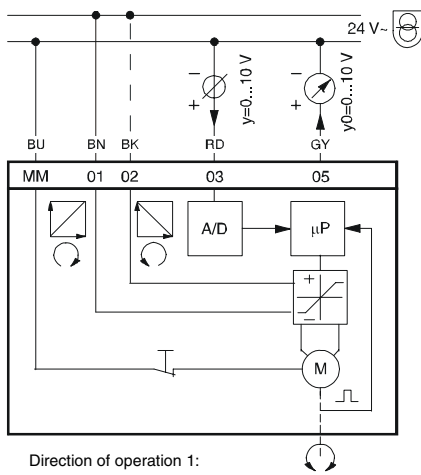 24 V~
− + y=0...10 V
− + y0=0...10 V
BU BN BK RD GY
MM 01 02 03 05
A/D µP
+
−
M
Direction of operation 1: